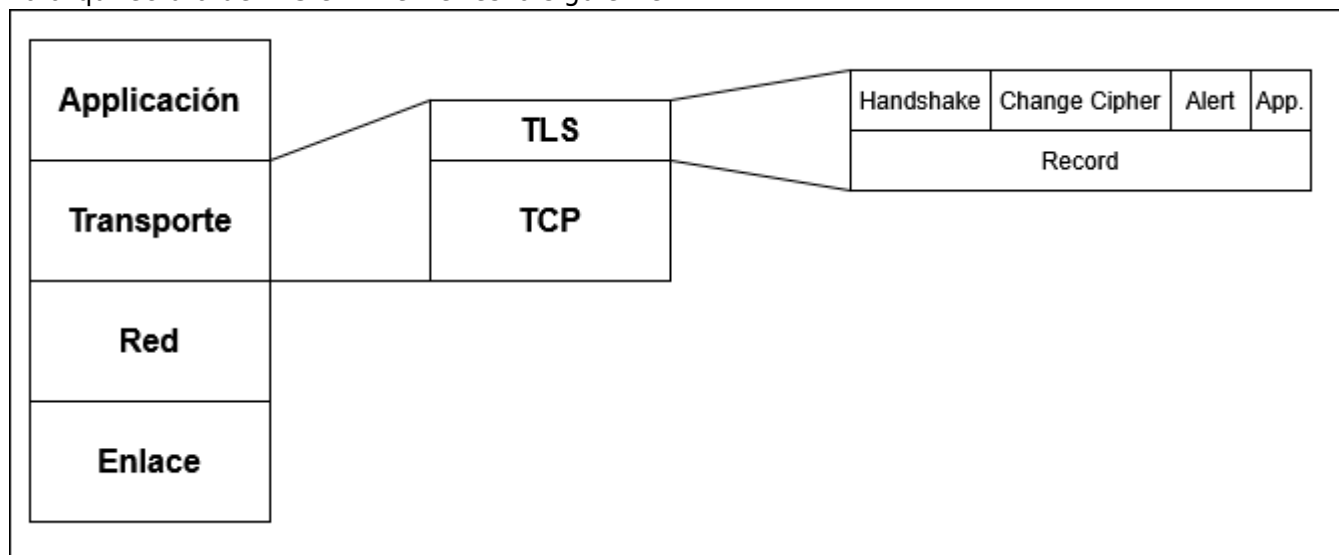 Applicación
Transporte
Red
Enlace
TLS
TCP
Handshake
Change Cipher
Alert
App.
Record